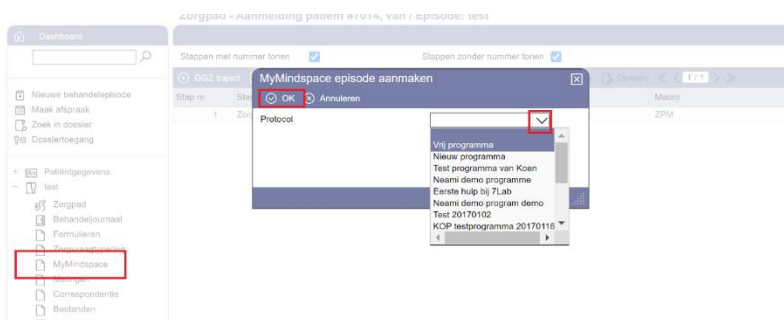 Zorgpad - Aanmelding patiënt #7014, van / Episode: test
Dashboard
Stappen met nummer tonen
Stappen zonder nummer tonen
Nieuwe behandelepisode
Maak afspraak
Zoek in dossier
Dossiertoegang
GGZ traject
MyMindspace episode aanmaken
Opslaan
1 / 1
Stap nr.
OK
Annuleren
Macro
1
Protocol
ZPM
Vrij programma
Nieuw programma
Test programma van Koen
Neami demo programme
Eerste hulp bij 7Lab
Neami demo program demo
Test 20170102
KOP testprogramma 20170116
Patiëntgegevens
test
Zorgpad
Behandeljournaal
Formulieren
Zorgvraagtypering
MyMindspace
Metingen
Correspondentie
Bestanden